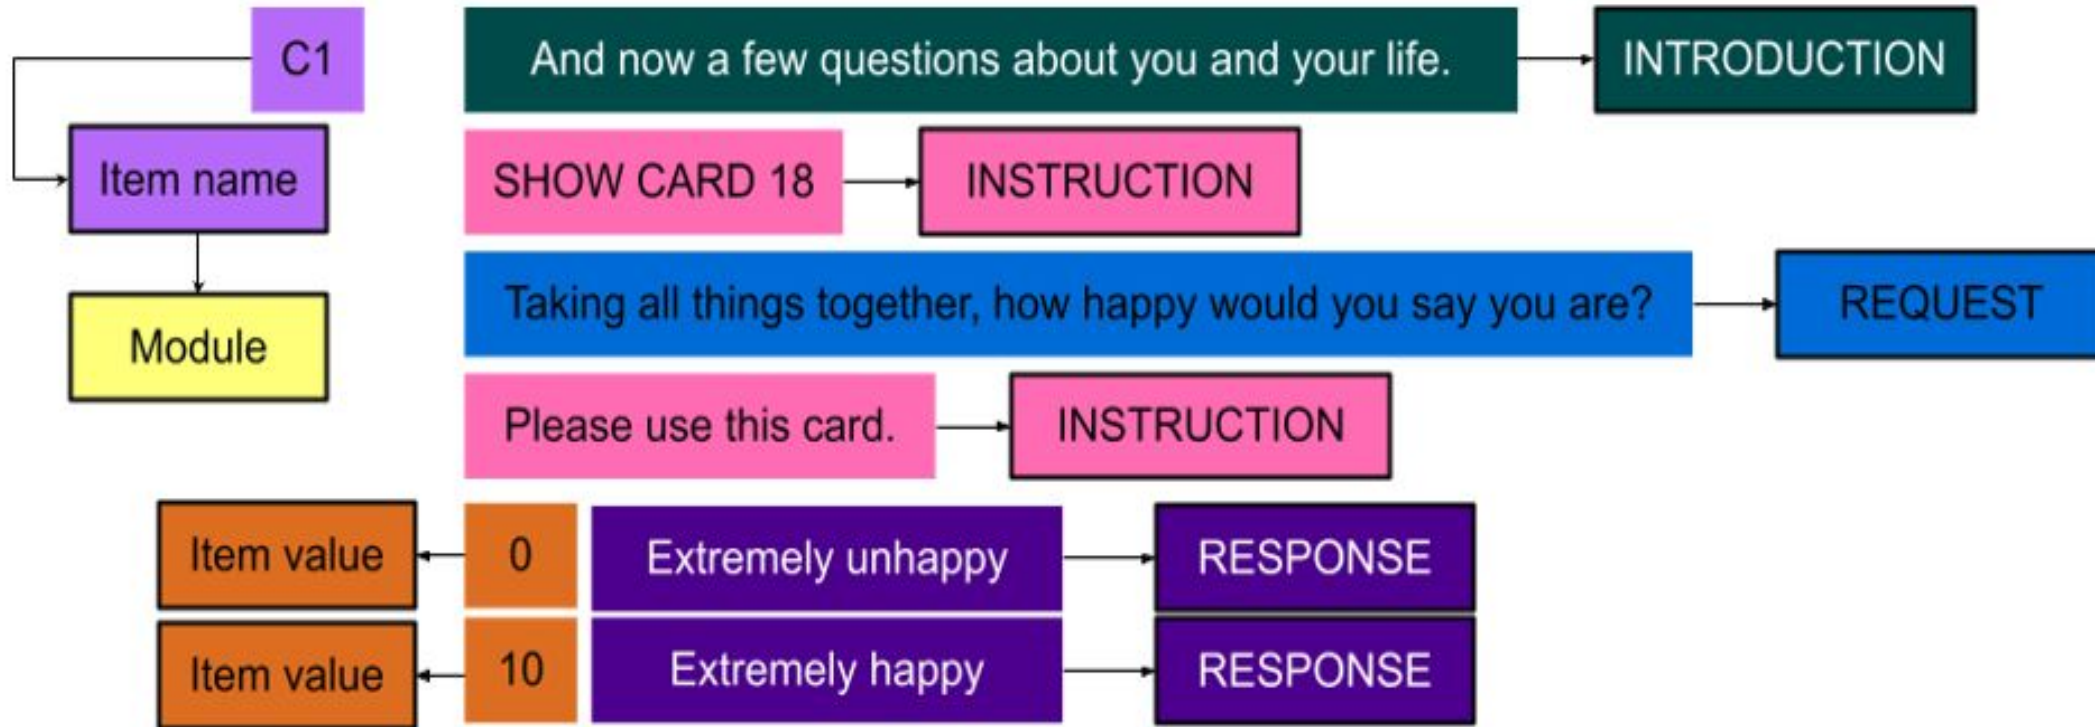 C1
And now a few questions about you and your life.
INTRODUCTION
Item name
SHOW CARD 18
INSTRUCTION
Module
Taking all things together, how happy would you say you are?
REQUEST
Please use this card.
INSTRUCTION
Item value
0
Extremely unhappy
RESPONSE
Item value
10
Extremely happy
RESPONSE